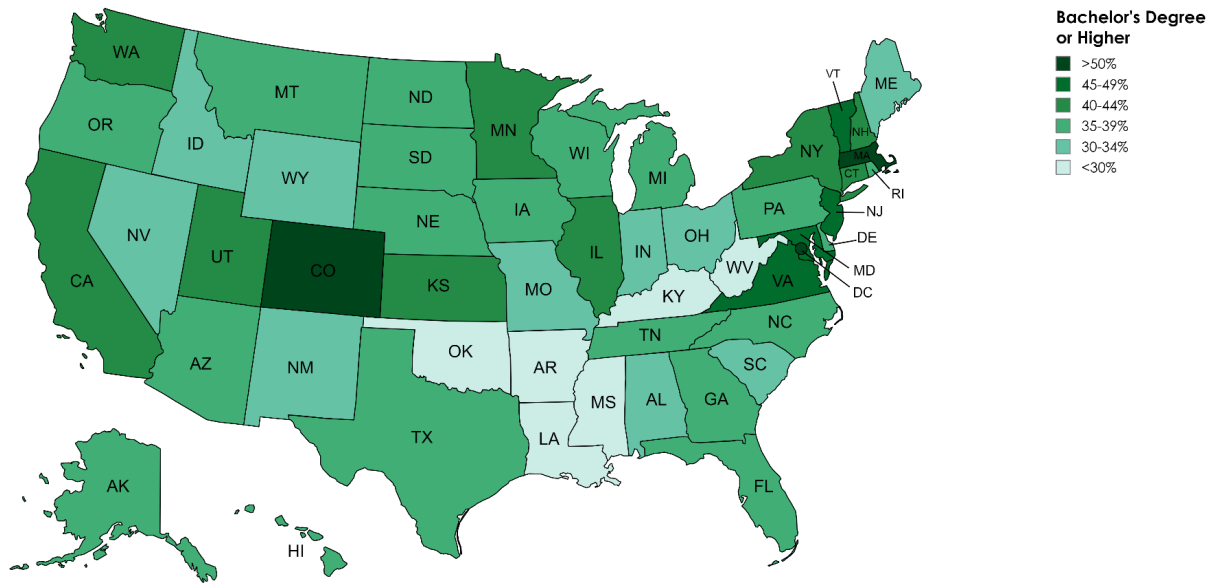 Bachelor's Degree
or Higher
>50%
45-49%
40-44%
35-39%
30-34%
<30%
WA
OR
CA
NV
ID
MT
WY
UT
CO
AZ
NM
ND
SD
NE
KS
OK
TX
MN
IA
MO
AR
LA
WI
IL
MI
IN
OH
KY
TN
MS
AL
GA
FL
SC
NC
VA
WV
PA
NY
VT
NH
ME
MA
CT
RI
NJ
DE
MD
DC
AK
HI